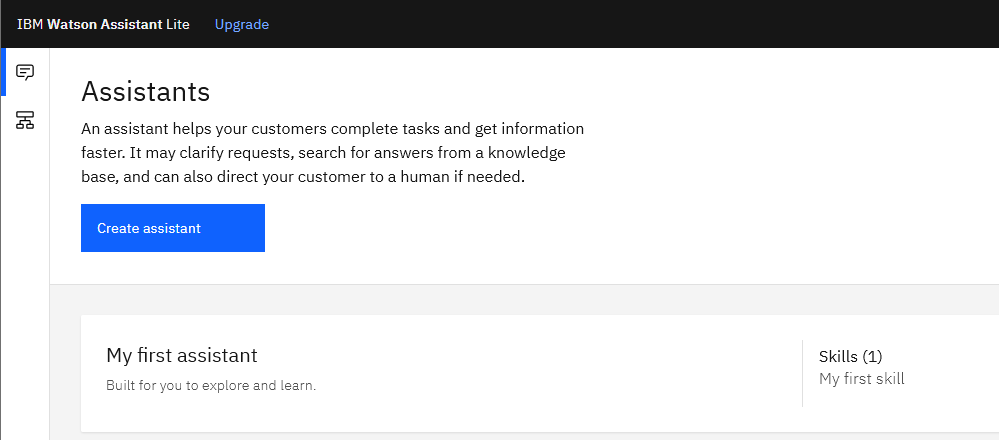 IBM Watson Assistant Lite Upgrade
Assistants
An assistant helps your customers complete tasks and get information
faster. It may clarify requests, search for answers from a knowledge
base, and can also direct your customer to a human if needed.
Create assistant
My first assistant
Built for you to explore and learn.
Skills (1)
My first skill